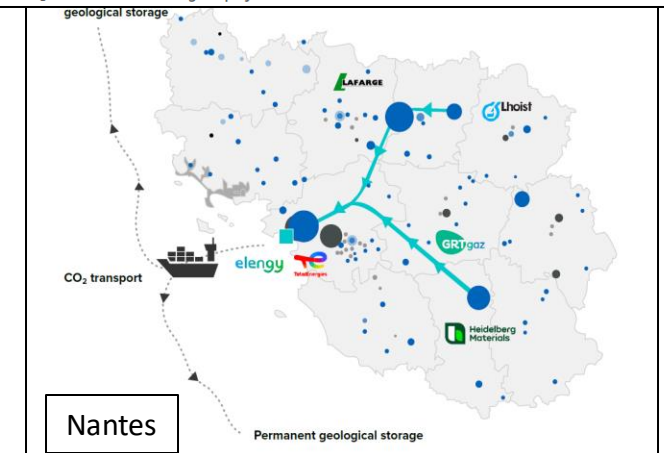 geological storage
LAFARGE
Lhoist
GRTgaz
elengy
TotalEnergies
CO₂ transport
Heidelberg
Materials
Nantes
Permanent geological storage